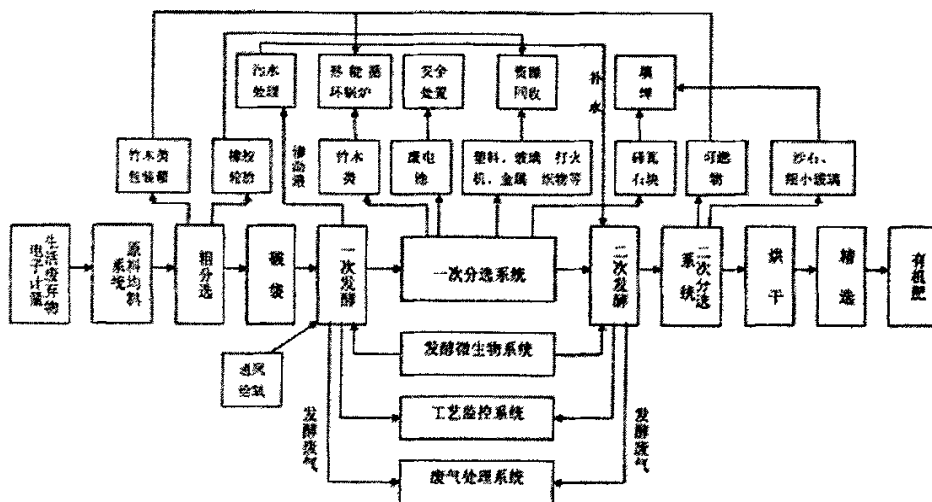 污水
处理
移能循
环锅炉
安全
处置
资源
回收
补
水
填
埋
竹木类
包装箱
橡胶
轮胎
渗
滤
液
竹木
类
废电
池
塑料，玻璃 打火
机，金属 织物等
砖瓦
石块
可燃
物
沙石、
细小玻璃
生活废弃物
电子计量
原料均料
系统
粗分选
破袋
一次发酵
一次分选系统
二次发酵
二次分选
系统
烘干
精选
有机肥
通风
给氧
发酵微生物系统
工艺监控系统
废气处理系统
发酵废气
发酵废气